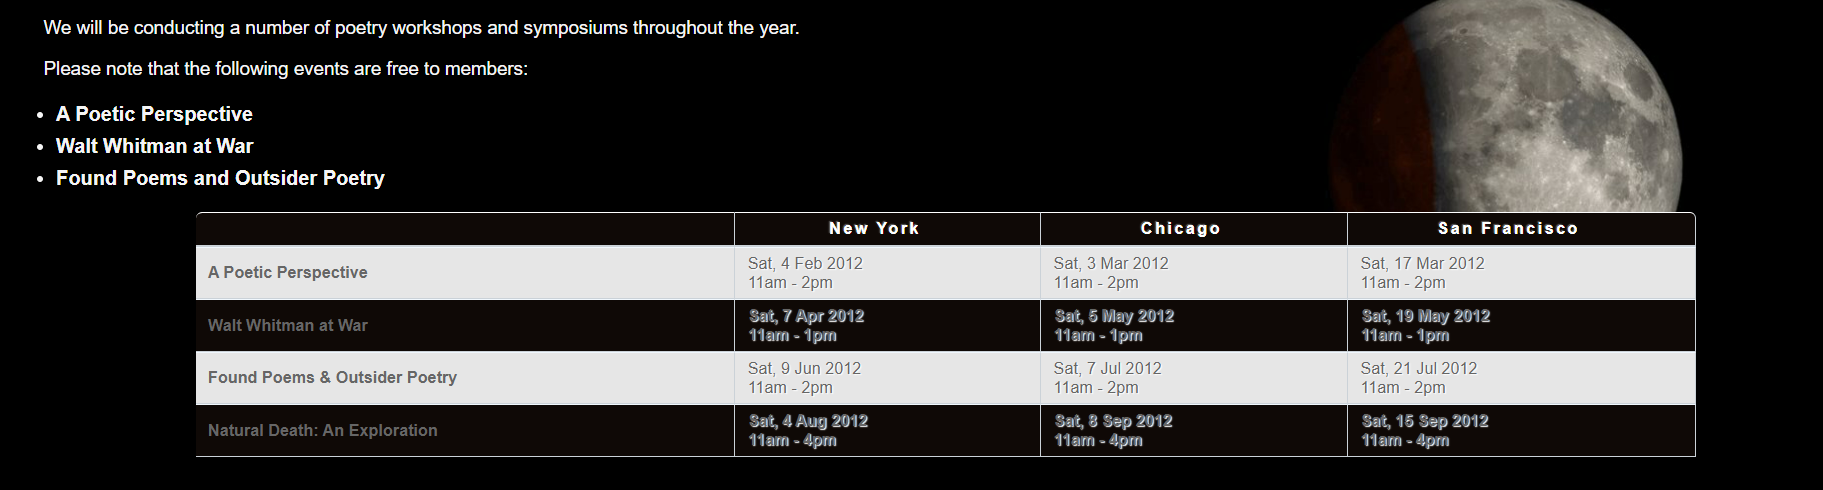 We will be conducting a number of poetry workshops and symposiums throughout the year.
Please note that the following events are free to members:
• A Poetic Perspective
• Walt Whitman at War
• Found Poems and Outsider Poetry
New York Chicago San Francisco
A Poetic Perspective
Sat, 4 Feb 2012
11am - 2pm
Sat, 3 Mar 2012
11am - 2pm
Sat, 17 Mar 2012
11am - 2pm
Walt Whitman at War
Sat, 7 Apr 2012
11am - 1pm
Sat, 5 May 2012
11am - 1pm
Sat, 19 May 2012
11am - 1pm
Found Poems & Outsider Poetry
Sat, 9 Jun 2012
11am - 2pm
Sat, 7 Jul 2012
11am - 2pm
Sat, 21 Jul 2012
11am - 2pm
Natural Death: An Exploration
Sat, 4 Aug 2012
11am - 4pm
Sat, 8 Sep 2012
11am - 4pm
Sat, 15 Sep 2012
11am - 4pm